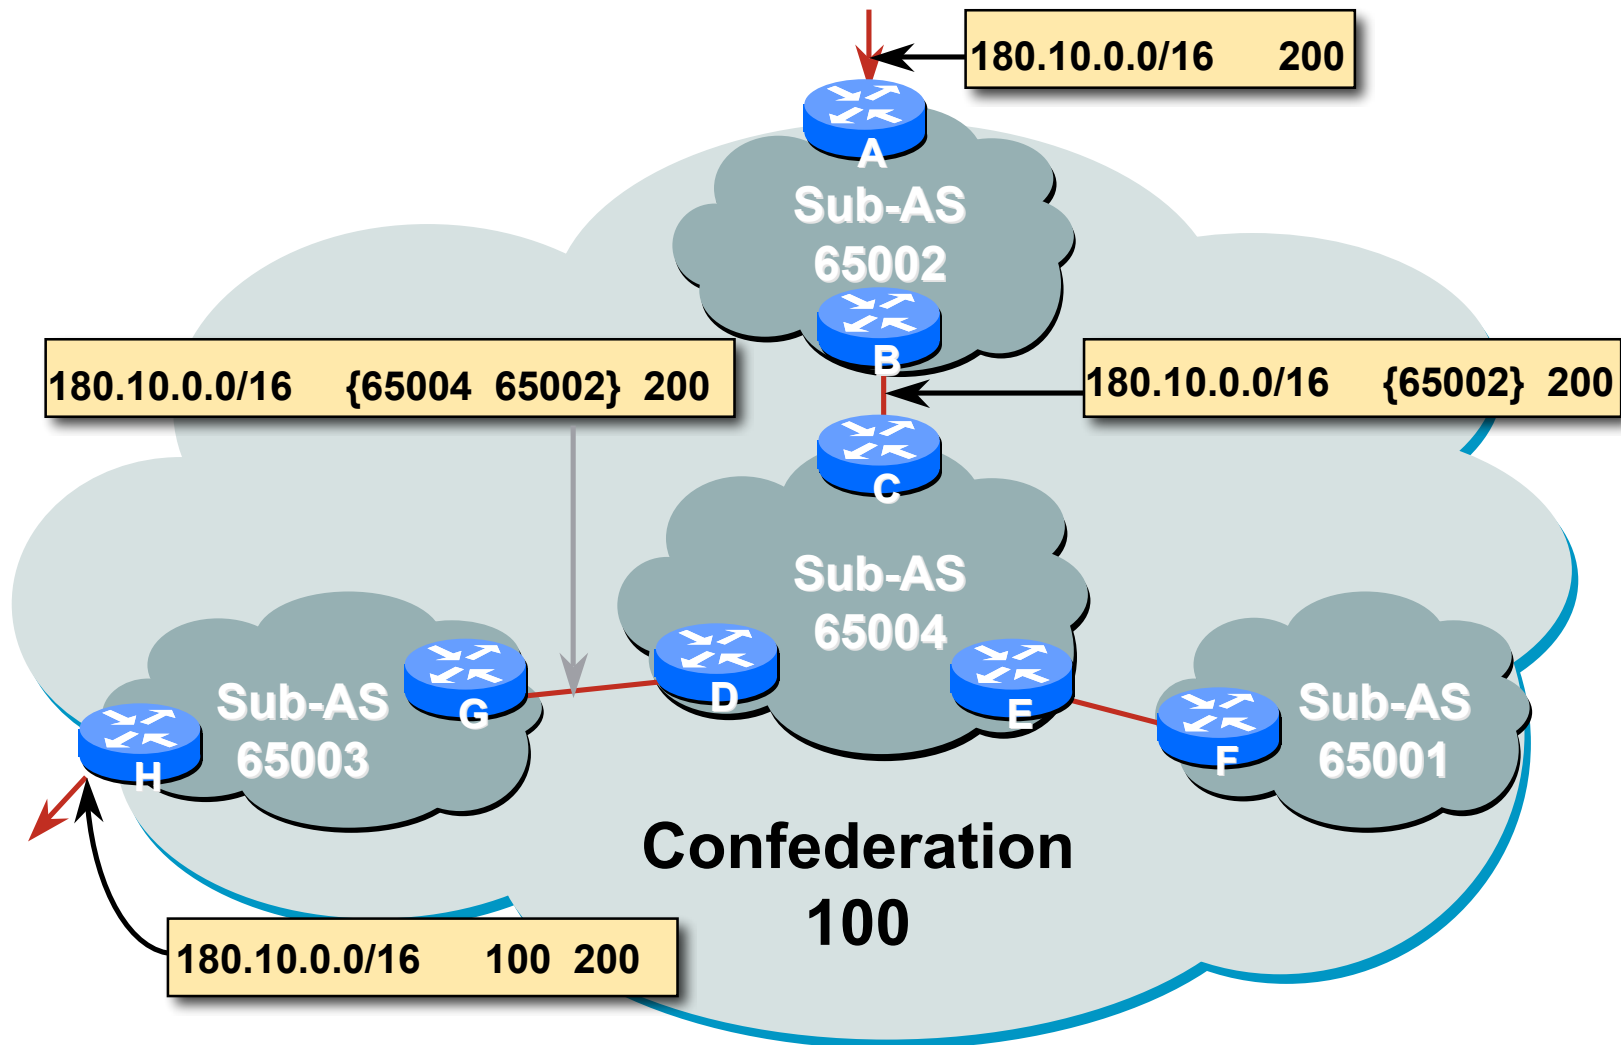 180.10.0.0/16 200
A
Sub-AS
65002
B
180.10.0.0/16 {65004 65002} 200
180.10.0.0/16 {65002} 200
C
Sub-AS
65004
D
E
G
Sub-AS
65003
H
F
Sub-AS
65001
Confederation
100
180.10.0.0/16 100 200